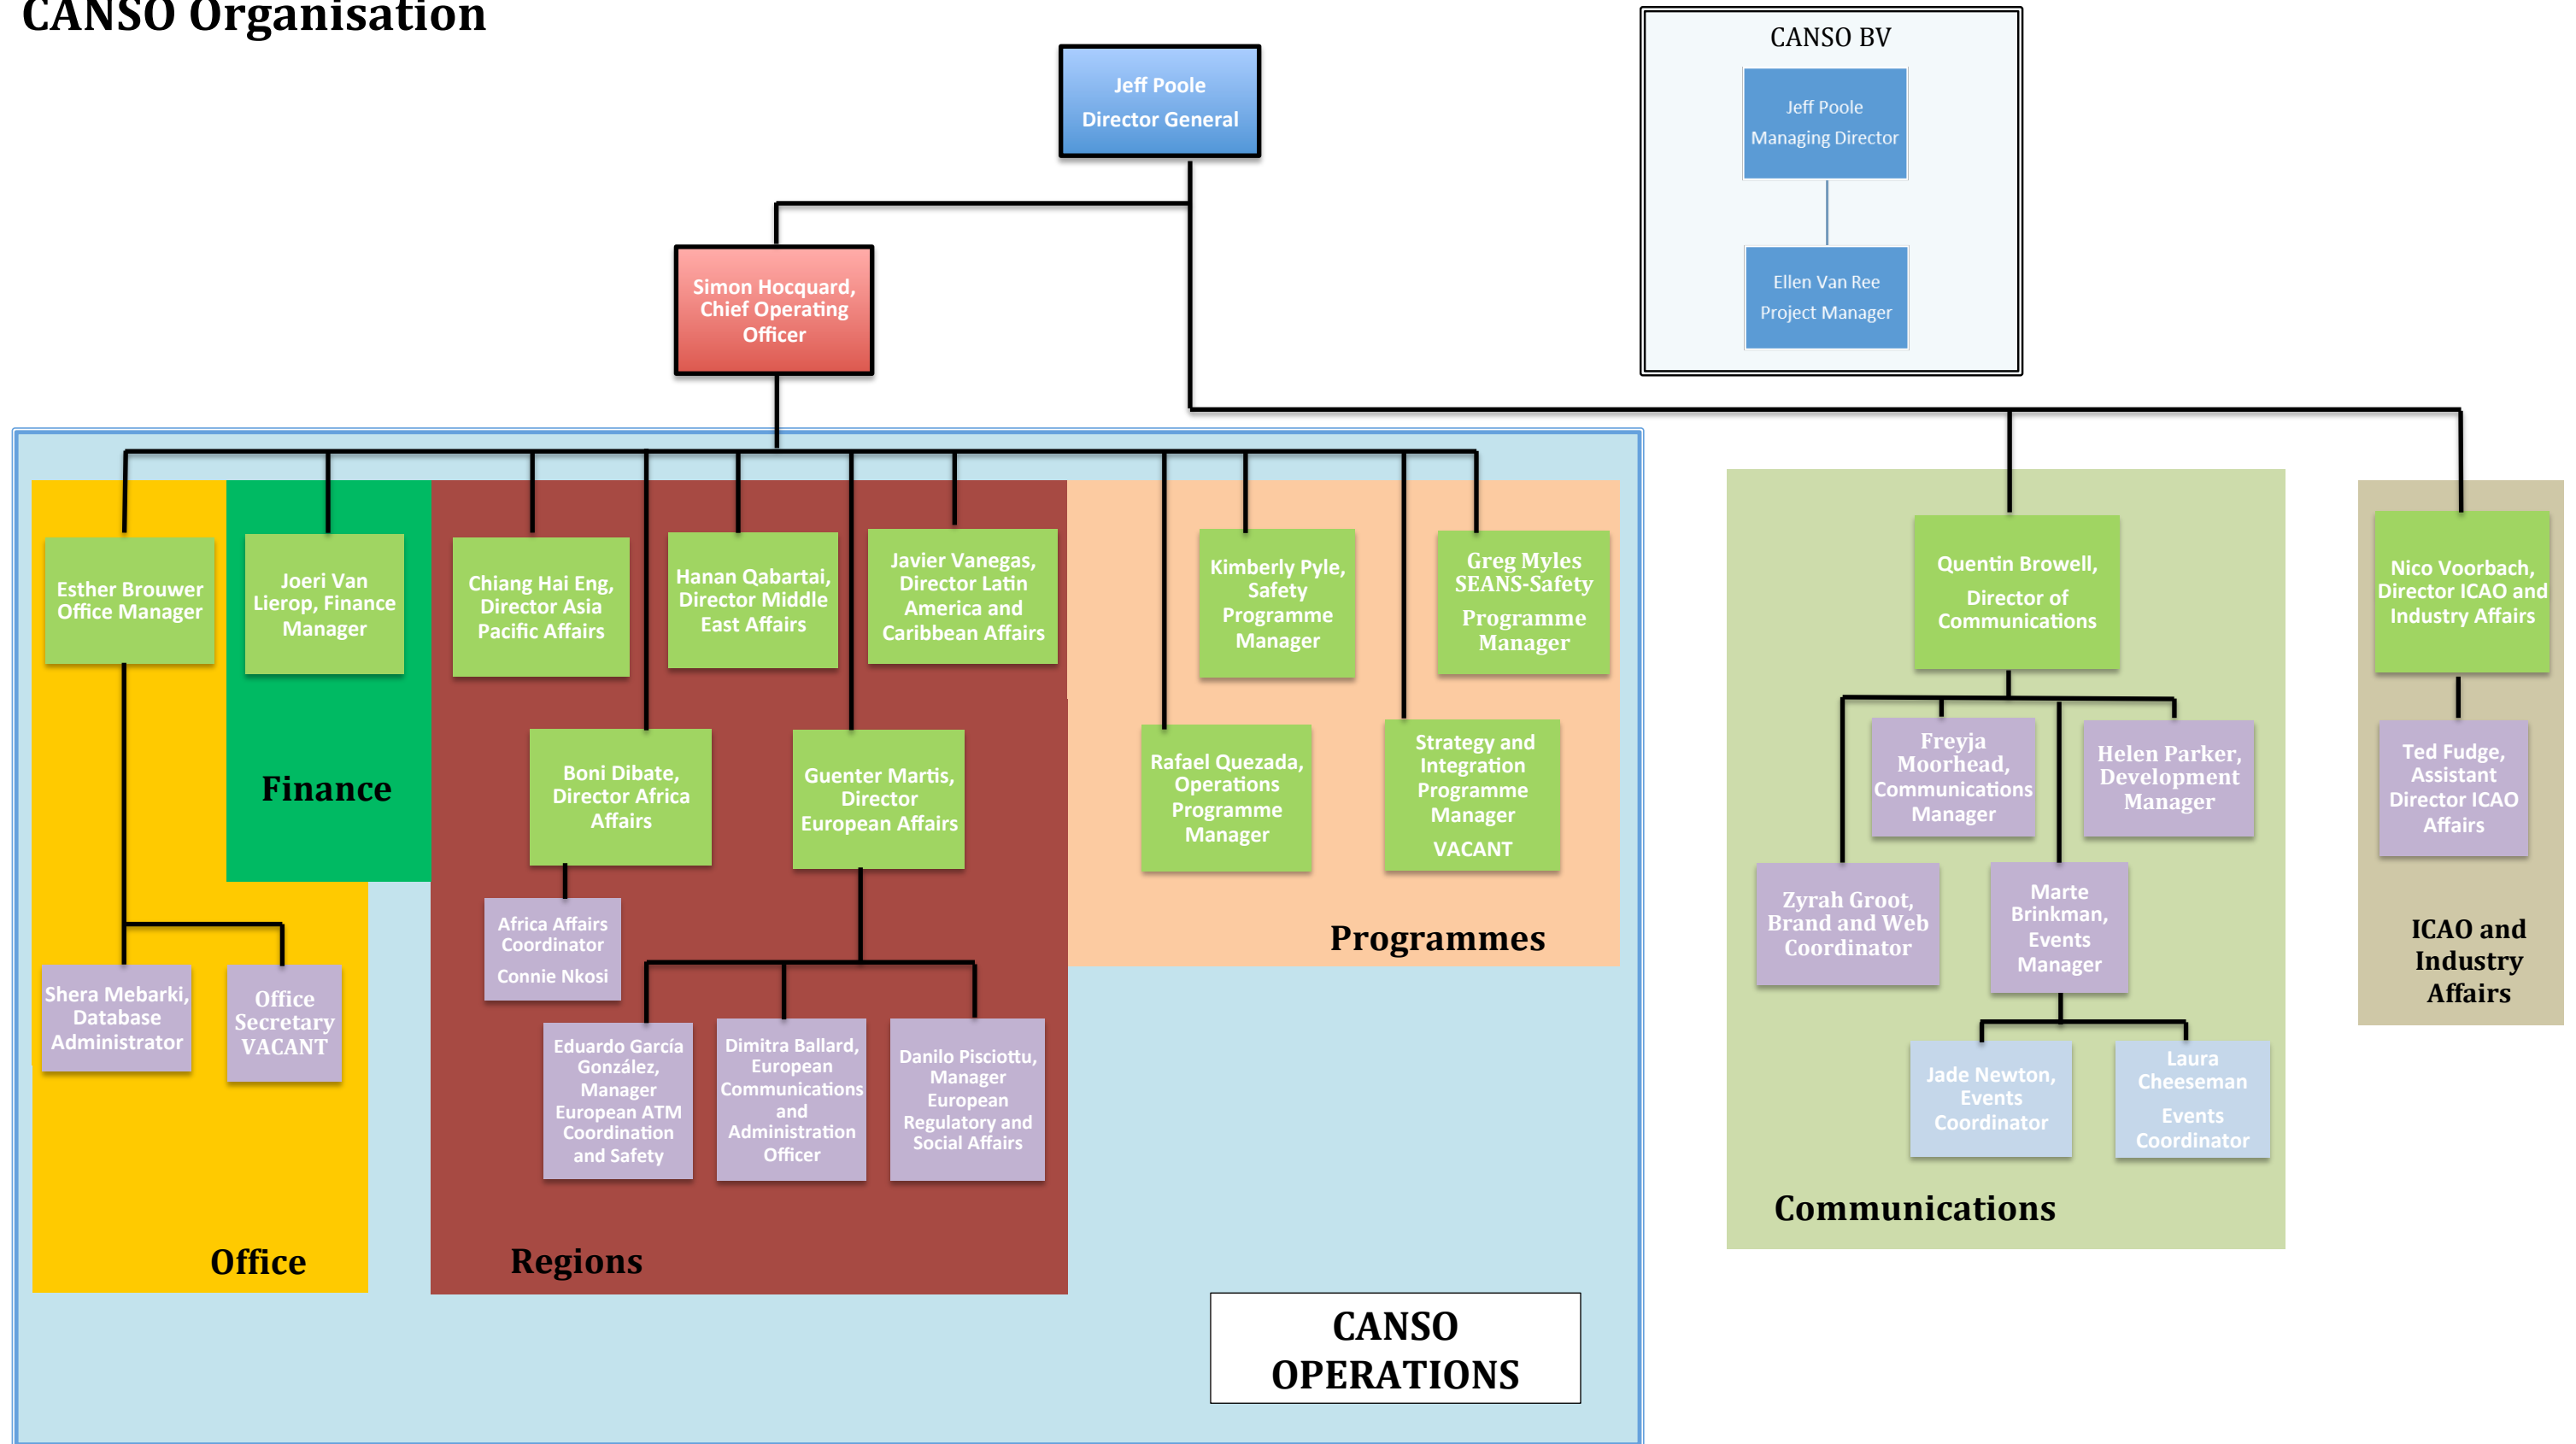 CANSO Organisation
CANSO BV
Jeff Poole
Director General
Jeff Poole
Managing Director
Ellen Van Ree
Project Manager
Simon Hocquard,
Chief Operating
Officer
Esther Brouwer
Office Manager
Joeri Van
Lierop, Finance
Manager
Chiang Hai Eng,
Director Asia
Pacific Affairs
Hanan Qabartai,
Director Middle
East Affairs
Javier Vanegas,
Director Latin
America and
Caribbean Affairs
Kimberly Pyle,
Safety
Programme
Manager
Greg Myles
SEANS-Safety
Programme
Manager
Quentin Browell,
Director of
Communications
Nico Voorbach,
Director ICAO and
Industry Affairs
Finance
Boni Dibate,
Director Africa
Affairs
Guenter Martis,
Director
European Affairs
Rafael Quezada,
Operations
Programme
Manager
Strategy and
Integration
Programme
Manager
VACANT
Freyja
Moorhead,
Communications
Manager
Helen Parker,
Development
Manager
Ted Fudge,
Assistant
Director ICAO
Affairs
Africa Affairs
Coordinator
Connie Nkosi
Programmes
Zyrah Groot,
Brand and Web
Coordinator
Marte
Brinkman,
Events
Manager
ICAO and
Industry
Affairs
Shera Mebarki,
Database
Administrator
Office
Secretary
VACANT
Eduardo García
González,
Manager
European ATM
Coordination
and Safety
Dimitra Ballard,
European
Communications
and
Administration
Officer
Danilo Pisciottu,
Manager
European
Regulatory and
Social Affairs
Jade Newton,
Events
Coordinator
Laura
Cheeseman
Events
Coordinator
Communications
Office
Regions
CANSO
OPERATIONS